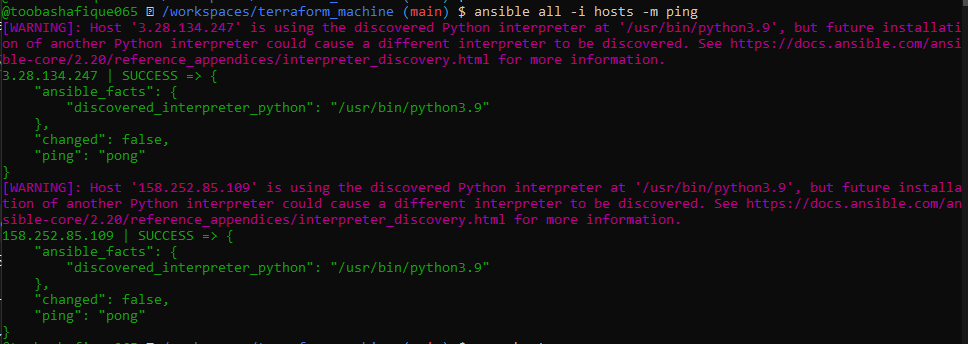 @toobashafique065 /workspaces/terraform_machine (main) $ ansible all -i hosts -m ping
[WARNING]: Host '3.28.134.247' is using the discovered Python interpreter at '/usr/bin/python3.9', but future installati
on of another Python interpreter could cause a different interpreter to be discovered. See https://docs.ansible.com/ansi
ble-core/2.20/reference_appendices/interpreter_discovery.html for more information.
3.28.134.247 | SUCCESS => {
    "ansible_facts": {
        "discovered_interpreter_python": "/usr/bin/python3.9"
    },
    "changed": false,
    "ping": "pong"
}
[WARNING]: Host '158.252.85.109' is using the discovered Python interpreter at '/usr/bin/python3.9', but future installa
tion of another Python interpreter could cause a different interpreter to be discovered. See https://docs.ansible.com/an
sible-core/2.20/reference_appendices/interpreter_discovery.html for more information.
158.252.85.109 | SUCCESS => {
    "ansible_facts": {
        "discovered_interpreter_python": "/usr/bin/python3.9"
    },
    "changed": false,
    "ping": "pong"
}